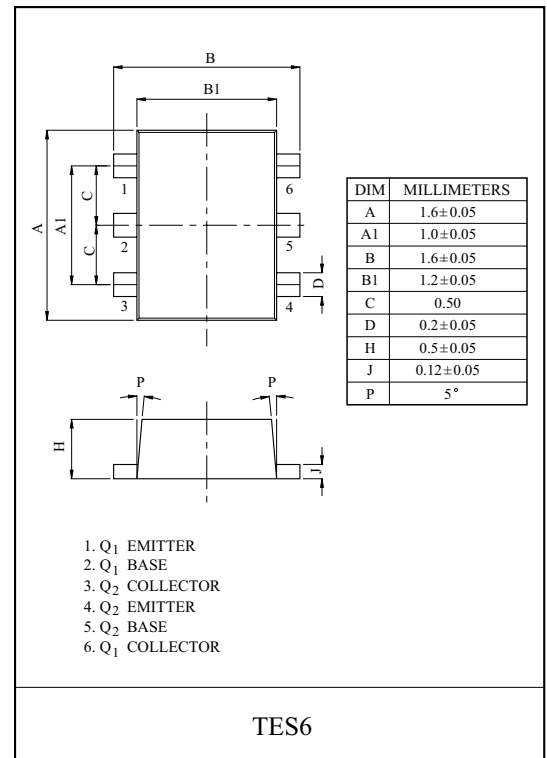 B
B1
1
6
A
A1
C
C
2
5
3
4
D
DIM MILLIMETERS
A 1.6±0.05
A1 1.0±0.05
B 1.6±0.05
B1 1.2±0.05
C 0.50
D 0.2±0.05
H 0.5±0.05
J 0.12±0.05
P 5°
P
P
H
J
1. Q1 EMITTER
2. Q1 BASE
3. Q2 COLLECTOR
4. Q2 EMITTER
5. Q2 BASE
6. Q1 COLLECTOR
TES6